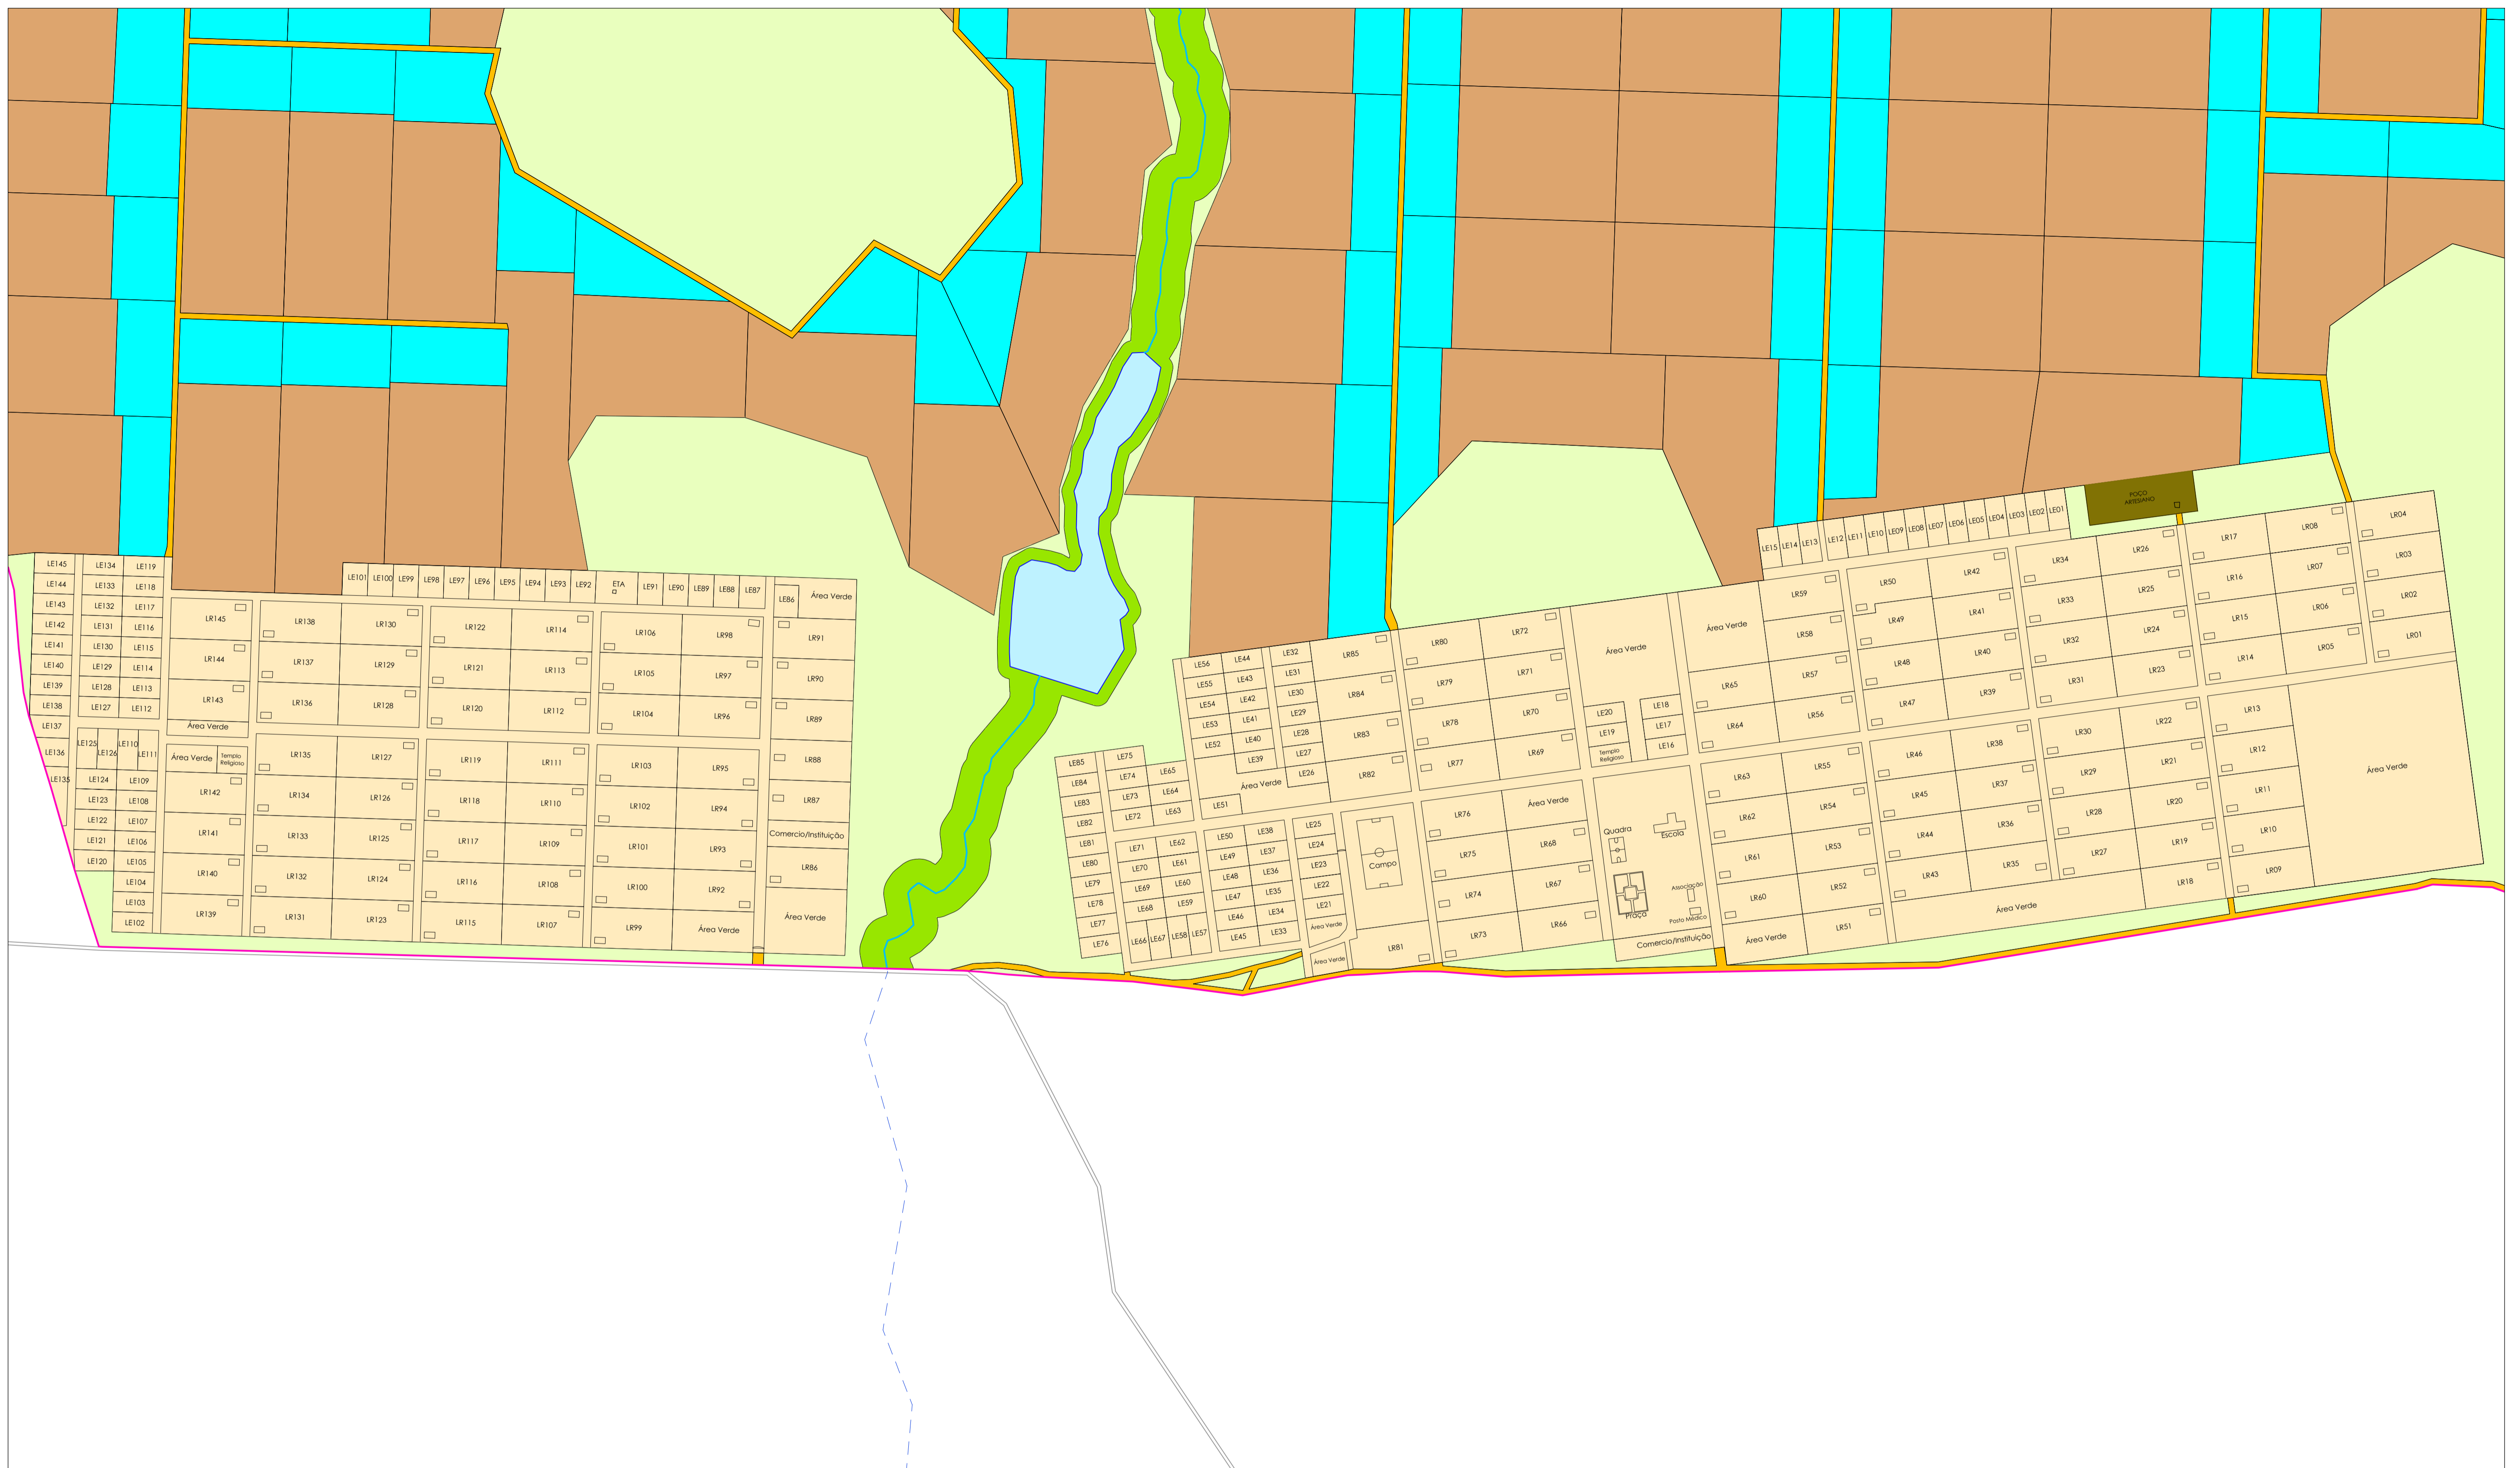 LE145
LE144
LE143
LE142
LE141
LE140
LE139
LE138
LE137
LE136
LE135
LE134
LE133
LE132
LE131
LE130
LE129
LE128
LE127
LE119
LE118
LE117
LE116
LE115
LE114
LE113
LE112
LE125
LE126
LE110
LE111
LE124
LE123
LE122
LE121
LE120
LE109
LE108
LE107
LE106
LE105
LE104
LE103
LE102
LR145
LR144
LR143
Área Verde
Área Verde
Templo
Religioso
LR142
LR141
LR140
LR139
LE101
LE100
LE99
LE98
LE97
LE96
LE95
LE94
LE93
LE92
ETA
LE91
LE90
LE89
LE88
LE87
LE86
Área Verde
LR138
LR130
LR137
LR129
LR136
LR128
LR135
LR127
LR134
LR126
LR133
LR125
LR132
LR124
LR131
LR123
LR122
LR114
LR121
LR113
LR120
LR112
LR119
LR111
LR118
LR110
LR117
LR109
LR116
LR108
LR115
LR107
LR106
LR98
LR105
LR97
LR104
LR96
LR103
LR95
LR102
LR94
LR101
LR93
LR100
LR92
LR99
Área Verde
LR91
LR90
LR89
LR88
LR87
Comercio/Instituição
LR86
Área Verde
LE85
LE84
LE83
LE82
LE81
LE80
LE79
LE78
LE77
LE76
LE75
LE74
LE73
LE72
LE65
LE64
LE63
LE71
LE70
LE69
LE68
LE62
LE61
LE60
LE59
LE66
LE67
LE58
LE57
LE56
LE55
LE54
LE53
LE52
LE44
LE43
LE42
LE41
LE40
LE39
LE51
Área Verde
LE32
LE31
LE30
LE29
LE28
LE27
LE26
LE50
LE49
LE48
LE47
LE46
LE45
LE38
LE37
LE36
LE35
LE34
LE33
LE25
LE24
LE23
LE22
LE21
Área Verde
Área Verde
LR85
LR84
LR83
LR82
Campo
LR81
LR80
LR72
LR79
LR71
LR78
LR70
LR77
LR69
LR76
Área Verde
LR75
LR68
LR74
LR67
LR73
LR66
Área Verde
LE20
LE19
Templo
Religioso
LE18
LE17
LE16
Quadra
Escola
Associação
Praça
Posto Médico
Comercio/Instituição
Área Verde
LR59
LR58
LR65
LR57
LR64
LR56
LR63
LR55
LR62
LR54
LR61
LR53
LR60
LR52
Área Verde
LR51
LE15
LE14
LE13
LE12
LE11
LE10
LE09
LE08
LE07
LE06
LE05
LE04
LE03
LE02
LE01
POÇO
ARTESIANO
LR50
LR42
LR49
LR41
LR48
LR40
LR47
LR39
LR46
LR38
LR45
LR37
LR44
LR36
LR43
LR35
Área Verde
LR34
LR26
LR33
LR25
LR32
LR24
LR31
LR23
LR30
LR22
LR29
LR21
LR28
LR20
LR27
LR19
LR18
LR17
LR08
LR16
LR07
LR15
LR06
LR14
LR05
LR13
LR12
LR11
LR10
LR09
LR04
LR03
LR02
LR01
Área Verde